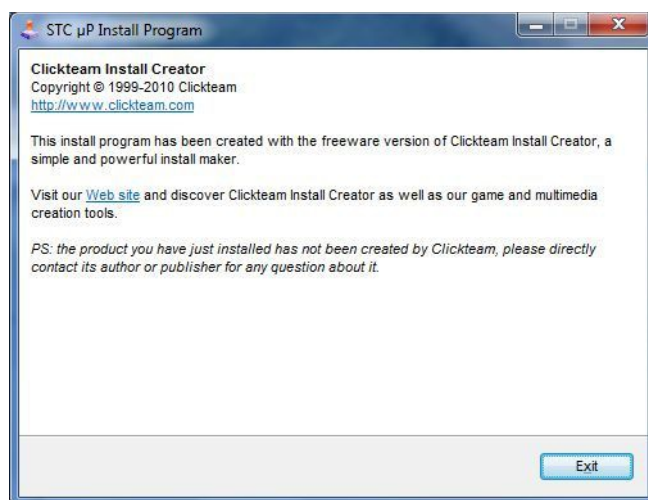 STC µP Install Program
Clickteam Install Creator
Copyright © 1999-2010 Clickteam
http://www.clickteam.com
This install program has been created with the freeware version of Clickteam Install Creator, a
simple and powerful install maker.
Visit our Web site and discover Clickteam Install Creator as well as our game and multimedia
creation tools.
PS: the product you have just installed has not been created by Clickteam, please directly
contact its author or publisher for any question about it.
Exit